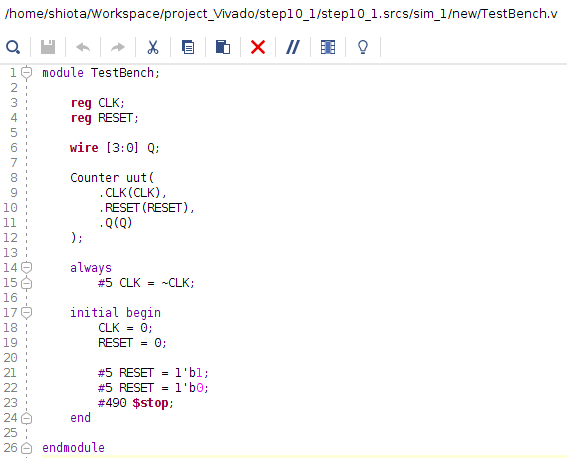 /home/shiota/Workspace/project_Vivado/step10_1/step10_1.srcs/sim_1/new/TestBench.v
1 module TestBench;
2
3 reg CLK;
4 reg RESET;
5
6 wire [3:0] Q;
7
8 Counter uut(
9 .CLK(CLK),
10 .RESET(RESET),
11 .Q(Q)
12 );
13
14 always
15 #5 CLK = ~CLK;
16
17 initial begin
18 CLK = 0;
19 RESET = 0;
20
21 #5 RESET = 1'b1;
22 #5 RESET = 1'b0;
23 #490 $stop;
24 end
25
26 endmodule